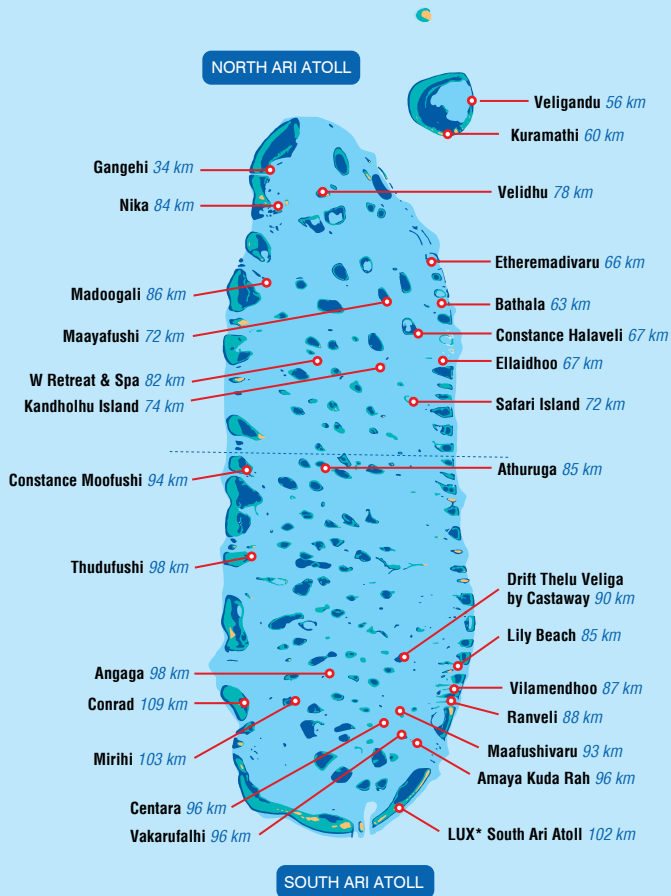 NORTH ARI ATOLL
Veligandu 56 km
Kuramathi 60 km
Gangehi 34 km
Velidhu 78 km
Nika 84 km
Etheremadivaru 66 km
Madoogali 86 km
Bathala 63 km
Maayafushi 72 km
Constance Halaveli 67 km
Ellaidhoo 67 km
W Retreat & Spa 82 km
Kandholhu Island 74 km
Safari Island 72 km
Athuruga 85 km
Constance Moofushi 94 km
Thudufushi 98 km
Drift Thelu Veliga
by Castaway 90 km
Lily Beach 85 km
Angaga 98 km
Vilamendhoo 87 km
Conrad 109 km
Ranveli 88 km
Maafushivaru 93 km
Mirihi 103 km
Amaya Kuda Rah 96 km
Centara 96 km
Vakarufalhi 96 km
LUX* South Ari Atoll 102 km
SOUTH ARI ATOLL